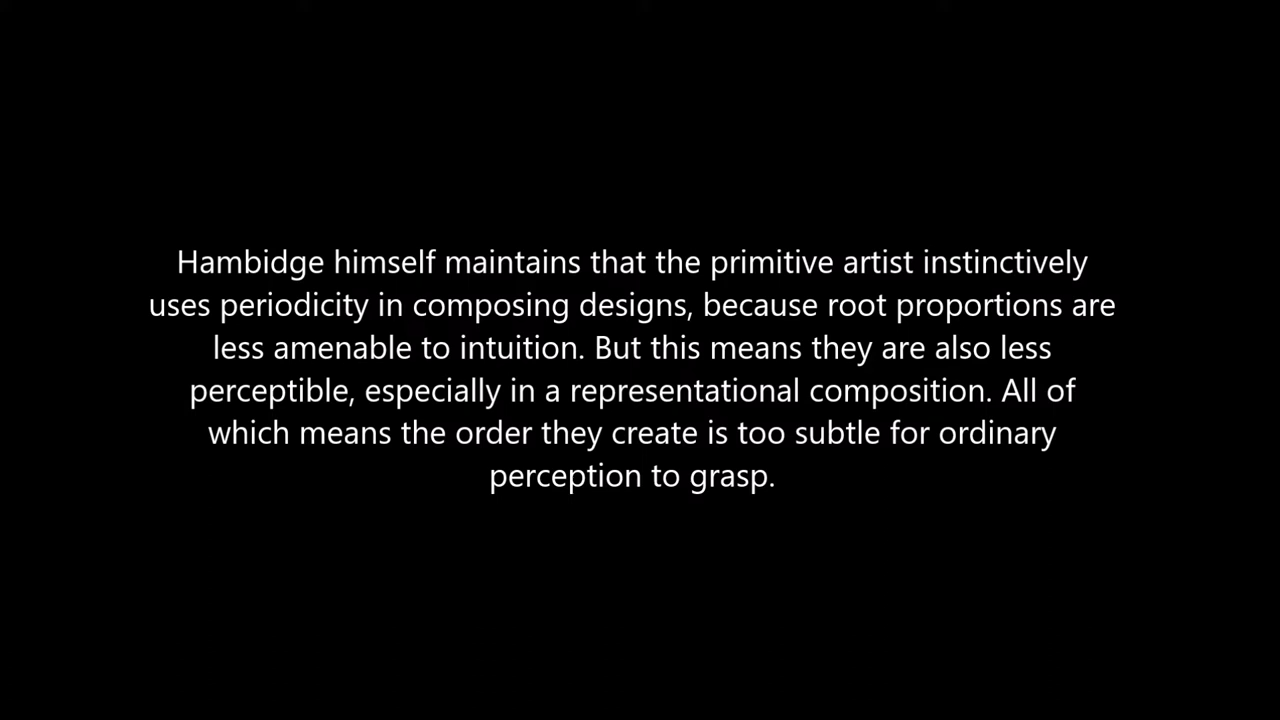 Hambidge himself maintains that the primitive artist instinctively
uses periodicity in composing designs, because root proportions are
less amenable to intuition. But this means they are also less
perceptible, especially in a representational composition. All of
which means the order they create is too subtle for ordinary
perception to grasp.